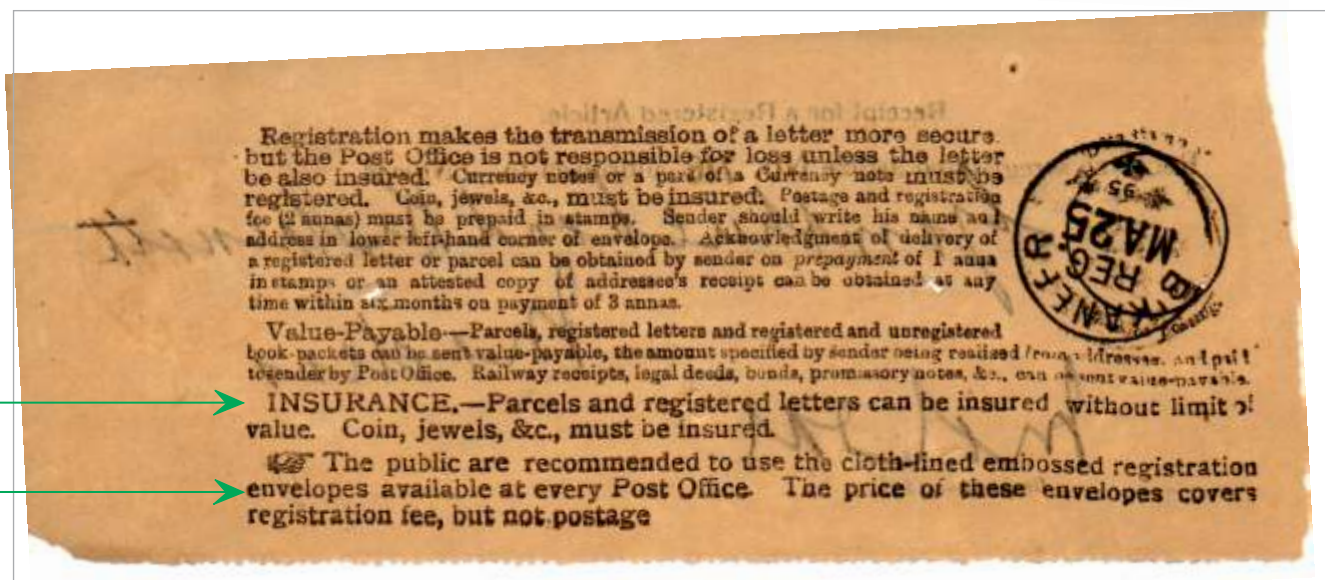 Receipt for a Registered Article.
Registration makes the transmission of a letter more secure.
but the Post Office is not responsible for loss unless the letter
be also insured. Currency notes or a part of a Currency note must be
registered. Coin, jewels, &c., must be insured. Postage and registration
fee (2 annas) must be prepaid in stamps. Sender should write his name and
address in lower left-hand corner of envelope. Acknowledgment of delivery of
a registered letter or parcel can be obtained by sender on prepayment of 1 anna
in stamps or an attested copy of addressee's receipt can be obtained at any
time within six months on payment of 3 annas.
Value-Payable—Parcels, registered letters and registered and unregistered
book-packets can be sent value-payable, the amount specified by sender being realised from addressee, and paid
to sender by Post Office. Railway receipts, legal deeds, bonds, promissory notes, &c., can be sent value-payable.
INSURANCE.—Parcels and registered letters can be insured without limit of
value. Coin, jewels, &c., must be insured.
☞ The public are recommended to use the cloth-lined embossed registration
envelopes available at every Post Office. The price of these envelopes covers
registration fee, but not postage
BIKANEER
REG.
MA 25
95